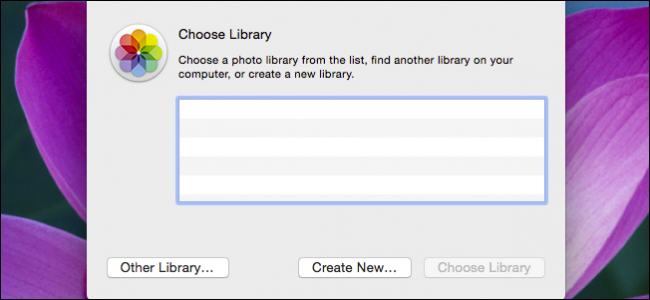 Choose Library
Choose a photo library from the list, find another library on your
computer, or create a new library.
Other Library...
Create New...
Choose Library